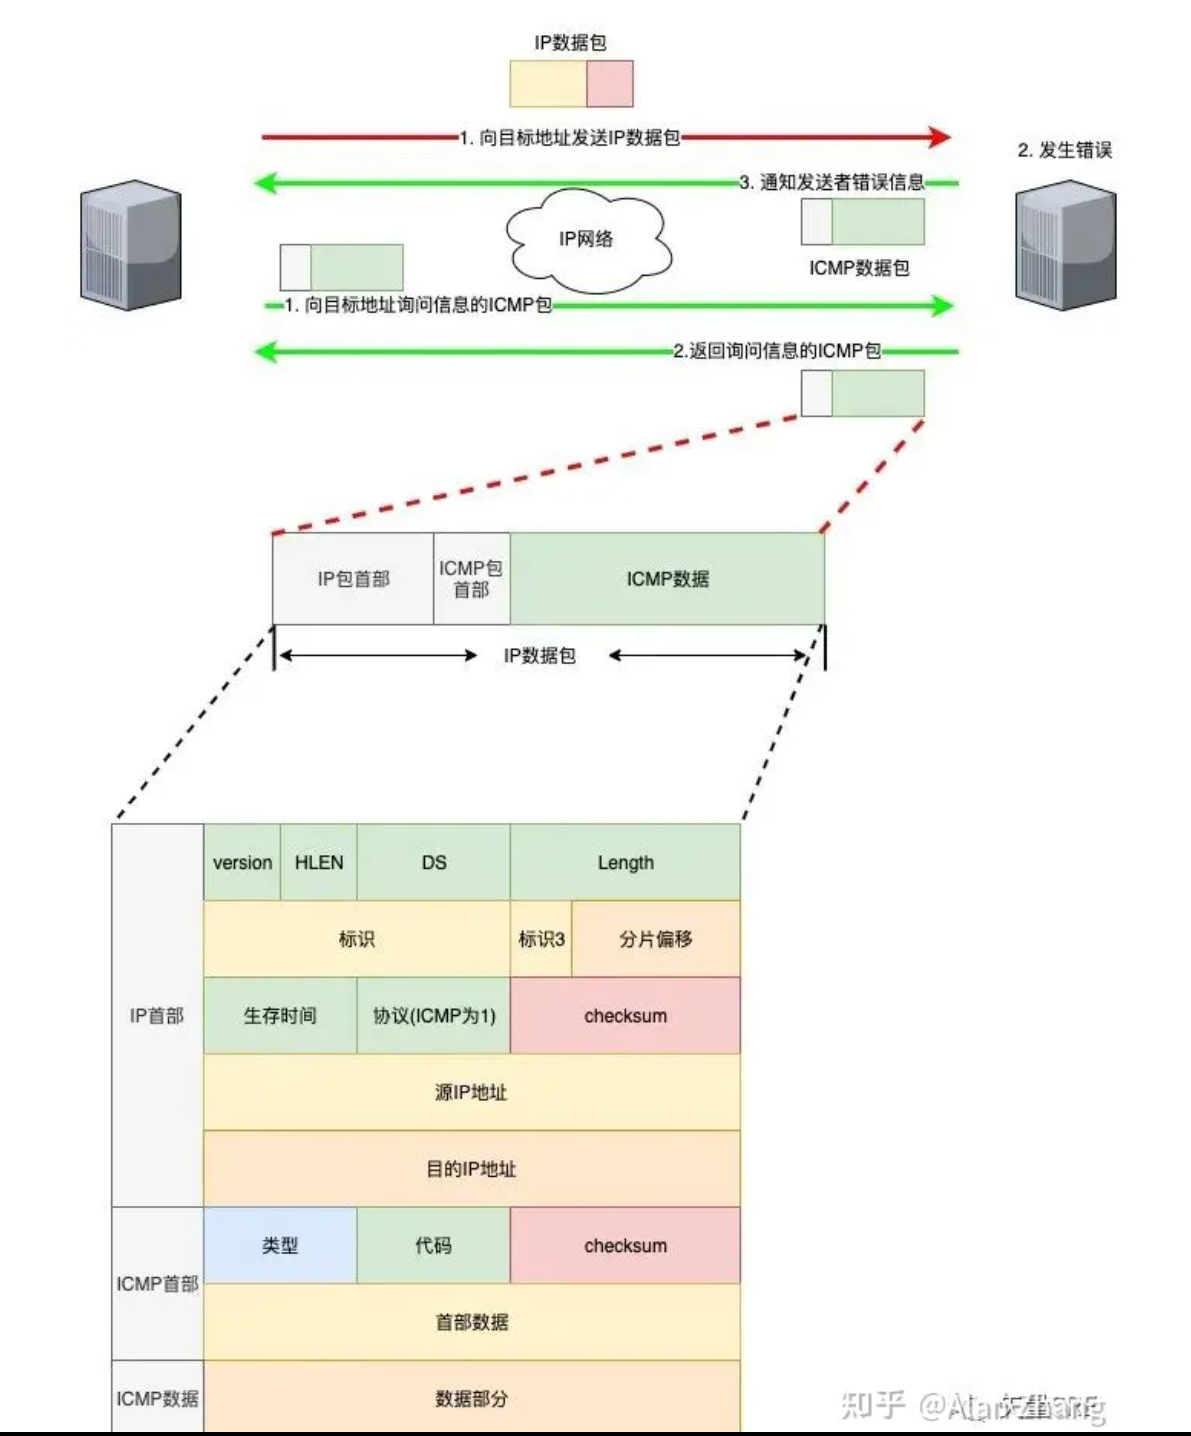 IP数据包
1. 向目标地址发送IP数据包
2. 发生错误
3. 通知发送者错误信息
IP网络
ICMP数据包
1. 向目标地址询问信息的ICMP包
2.返回询问信息的ICMP包
IP包首部
ICMP包
首部
ICMP数据
IP数据包
version
HLEN
DS
Length
标识
标识3
分片偏移
IP首部
生存时间
协议(ICMP为1)
checksum
源IP地址
目的IP地址
类型
代码
checksum
ICMP首部
首部数据
ICMP数据
数据部分
知乎